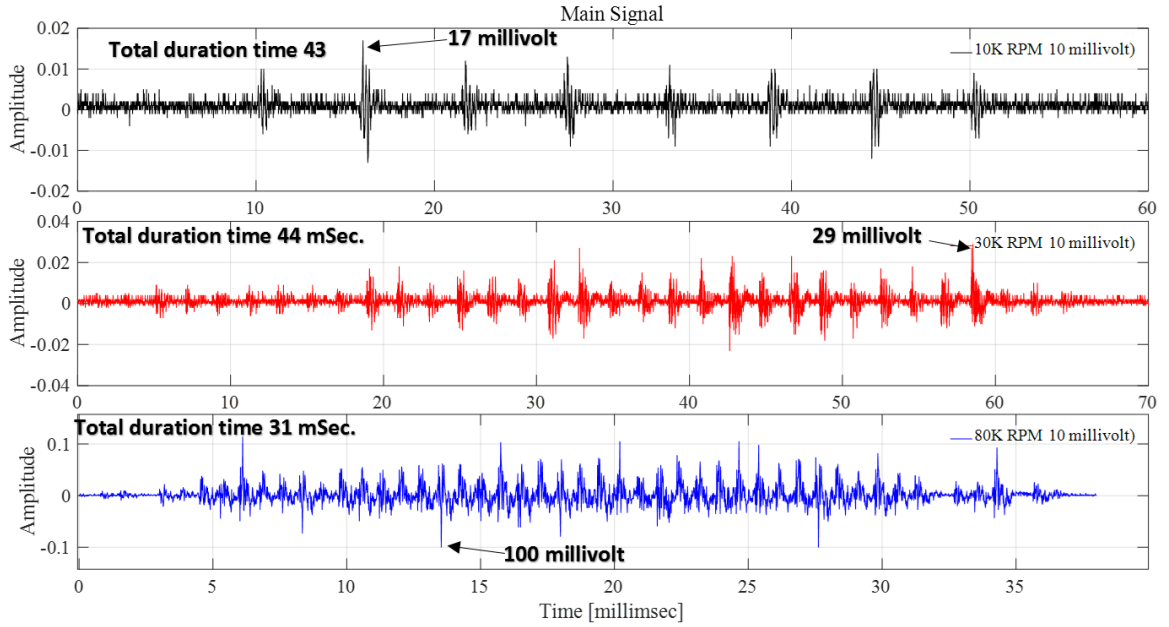 Main Signal
Total duration time 43
17 millivolt
10K RPM 10 millivolt)
Amplitude
0.02
0.01
0
-0.01
-0.02
0 10 20 30 40 50 60
Total duration time 44 mSec.
29 millivolt
30K RPM 10 millivolt)
Amplitude
0.04
0.02
0
-0.02
-0.04
0 10 20 30 40 50 60 70
Total duration time 31 mSec.
80K RPM 10 millivolt)
Amplitude
0.1
0
-0.1
100 millivolt
0 5 10 15 20 25 30 35
Time [millimsec]